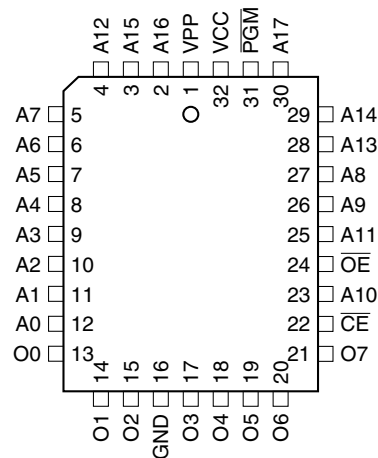 A12 A15 A16 VPP VCC P̅G̅M̅ A17
4 3 2 1 32 31 30
A7 5 29 A14
A6 6 28 A13
A5 7 27 A8
A4 8 26 A9
A3 9 25 A11
A2 10 24 O̅E̅
A1 11 23 A10
A0 12 22 C̅E̅
O0 13 21 O7
14 15 16 17 18 19 20
O1 O2 GND O3 O4 O5 O6